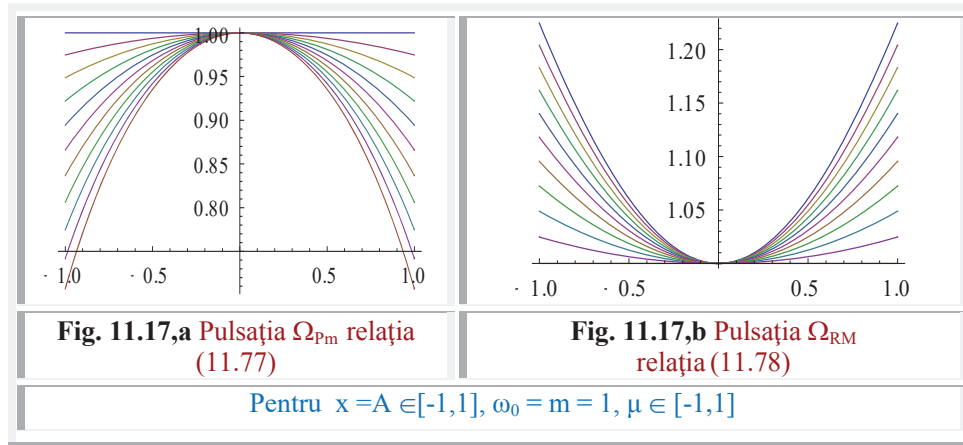 1.00
0.95
0.90
0.85
0.80
- 1.0 - 0.5 0.5 1.0
1.20
1.15
1.10
1.05
- 1.0 - 0.5 0.5 1.0
Fig. 11.17,a Pulsaţia ΩPm relaţia
(11.77)
Fig. 11.17,b Pulsaţia ΩRM
relaţia (11.78)
Pentru x =A ∈[-1,1], ω0 = m = 1, μ ∈ [-1,1]